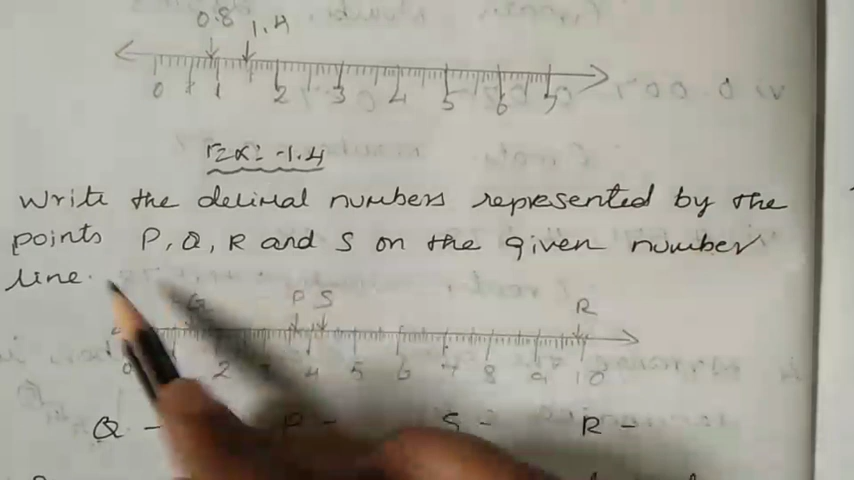 0.8 1.4
0 1 2 3 4 5 6 7
Ex: -1.4
Write the decimal numbers represented by the
points P, Q, R and S on the given number
line.
Q P S R
0 2 3 4 5 6 7 8 9 10
Q - P - S - R -